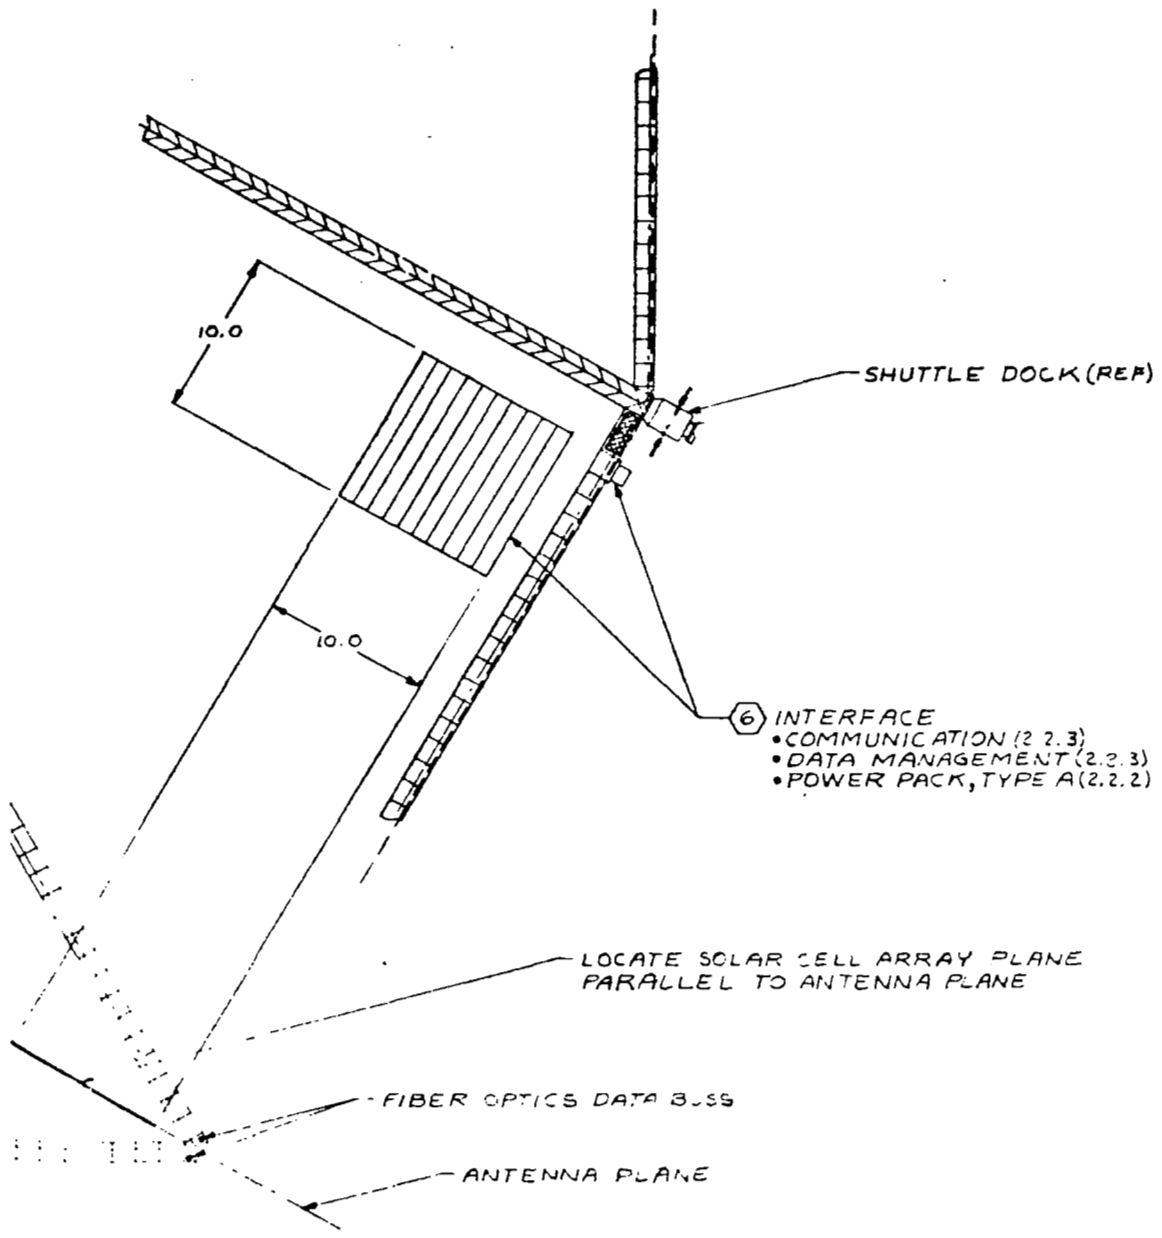 10.0
SHUTTLE DOCK (REF)
10.0
6 INTERFACE
•COMMUNICATION (2 2.3)
•DATA MANAGEMENT (2.2.3)
•POWER PACK, TYPE A (2.2.2)
LOCATE SOLAR CELL ARRAY PLANE
PARALLEL TO ANTENNA PLANE
FIBER OPTICS DATA BUSS
ANTENNA PLANE